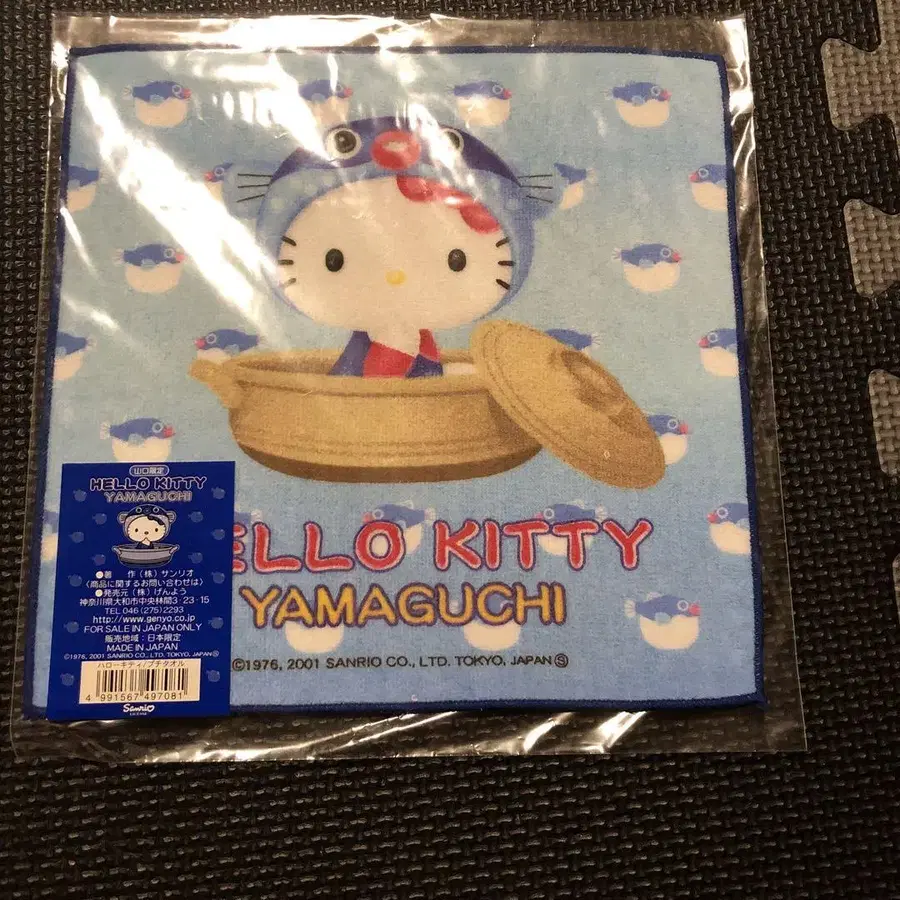 HELLO KITTY
YAMAGUCHI
©1976, 2001 SANRIO CO., LTD. TOKYO, JAPAN Ⓢ
山口限定
HELLO KITTY
YAMAGUCHI
●著 作 (株) サンリオ
〈商品に関するお問い合わせは〉
●発売元 (株) げんよう
神奈川県大和市中央林間3-23-15
TEL 046 (275) 2293
http://www.genyo.co.jp
FOR SALE IN JAPAN ONLY
販売地域：日本限定
MADE IN JAPAN
©1976, 2001 SANRIO CO., LTD. TOKYO, JAPAN Ⓢ
ハローキティ/プチタオル
4 991567 497081
Sanrio